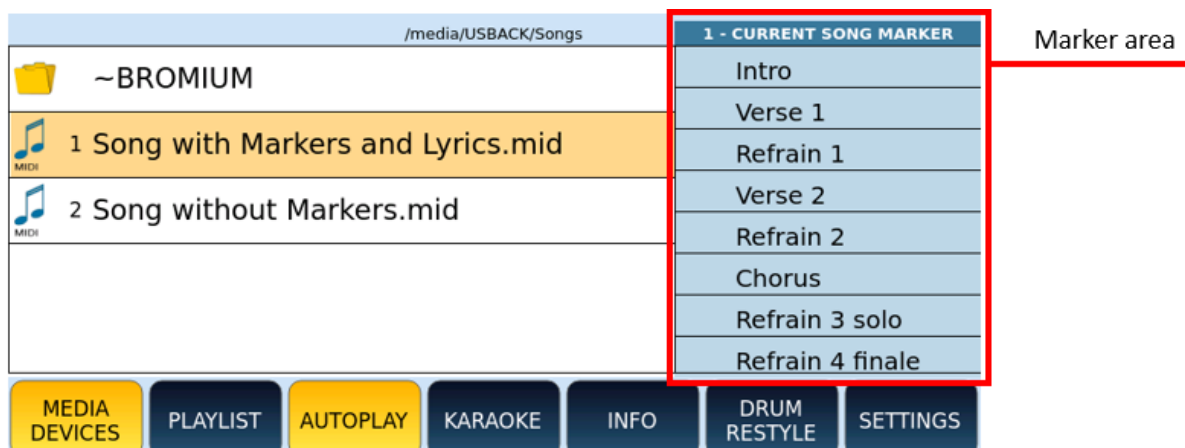 /media/USBACK/Songs
~BROMIUM
MIDI 1 Song with Markers and Lyrics.mid
MIDI 2 Song without Markers.mid
1 - CURRENT SONG MARKER
Intro
Verse 1
Refrain 1
Verse 2
Refrain 2
Chorus
Refrain 3 solo
Refrain 4 finale
Marker area
MEDIA
DEVICES
PLAYLIST
AUTOPLAY
KARAOKE
INFO
DRUM
RESTYLE
SETTINGS